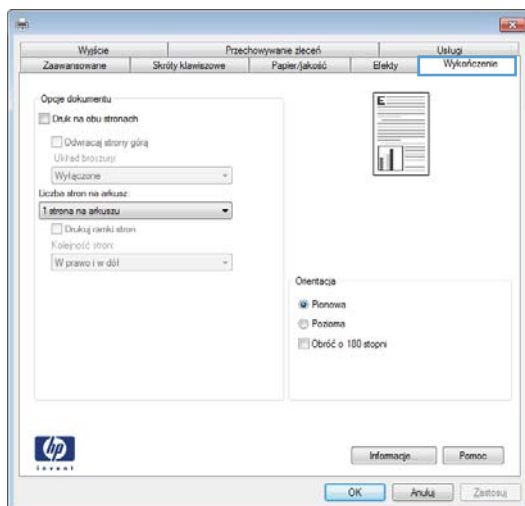 Wyjście Przechowywanie zleceń Usługi
Zaawansowane Skróty klawiszowe Papier/jakość Efekty Wykończenie
Opcje dokumentu
Druk na obu stronach
Odwracaj strony górą
Układ broszury:
Wyłączone
Liczba stron na arkusz:
1 strona na arkuszu
Drukuj ramki stron
Kolejność stron:
W prawo i w dół
E
Orientacja
Pionowa
Pozioma
Obróć o 180 stopni
hp
invent
Informacje... Pomoc
OK Anuluj Zastosuj